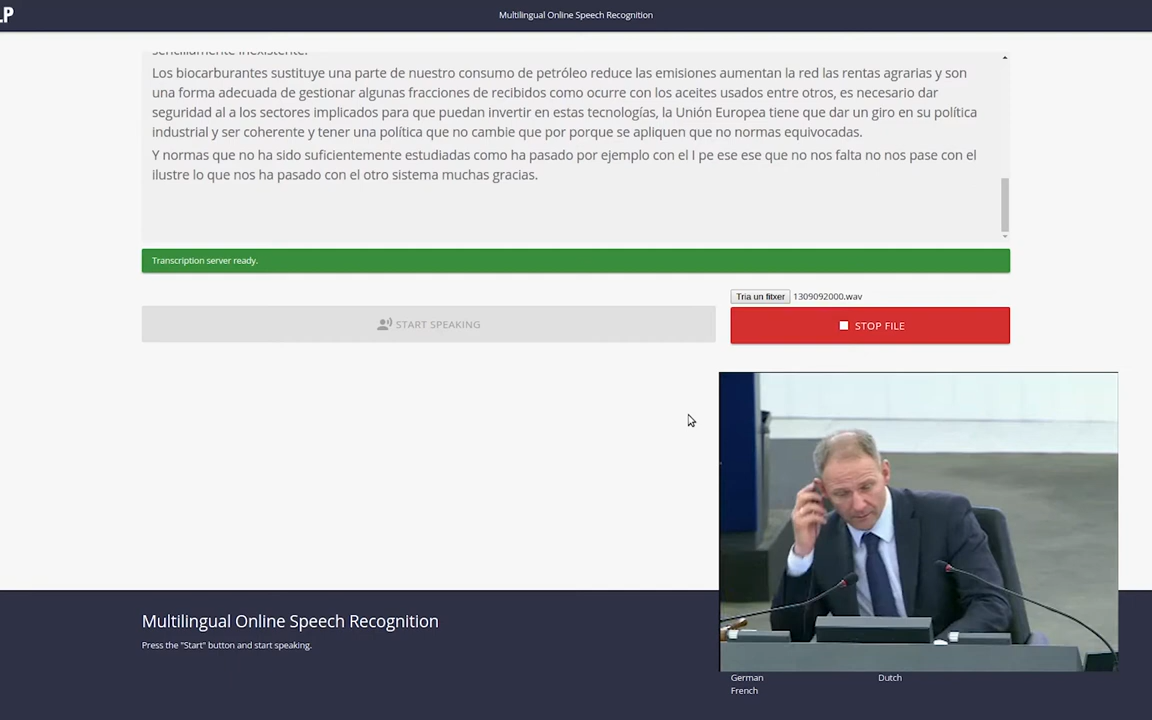 LP
Multilingual Online Speech Recognition
sencillamente inexistente.
Los biocarburantes sustituye una parte de nuestro consumo de petróleo reduce las emisiones aumentan la red las rentas agrarias y son
una forma adecuada de gestionar algunas fracciones de recibidos como ocurre con los aceites usados entre otros, es necesario dar
seguridad al a los sectores implicados para que puedan invertir en estas tecnologías, la Unión Europea tiene que dar un giro en su política
industrial y ser coherente y tener una política que no cambie que por porque se apliquen que no normas equivocadas.
Y normas que no ha sido suficientemente estudiadas como ha pasado por ejemplo con el I pe ese ese que no nos falta no nos pase con el
ilustre lo que nos ha pasado con el otro sistema muchas gracias.
Transcription server ready.
Tria un fitxer 1309092000.wav
START SPEAKING
STOP FILE
Multilingual Online Speech Recognition
Press the "Start" button and start speaking.
German
Dutch
French